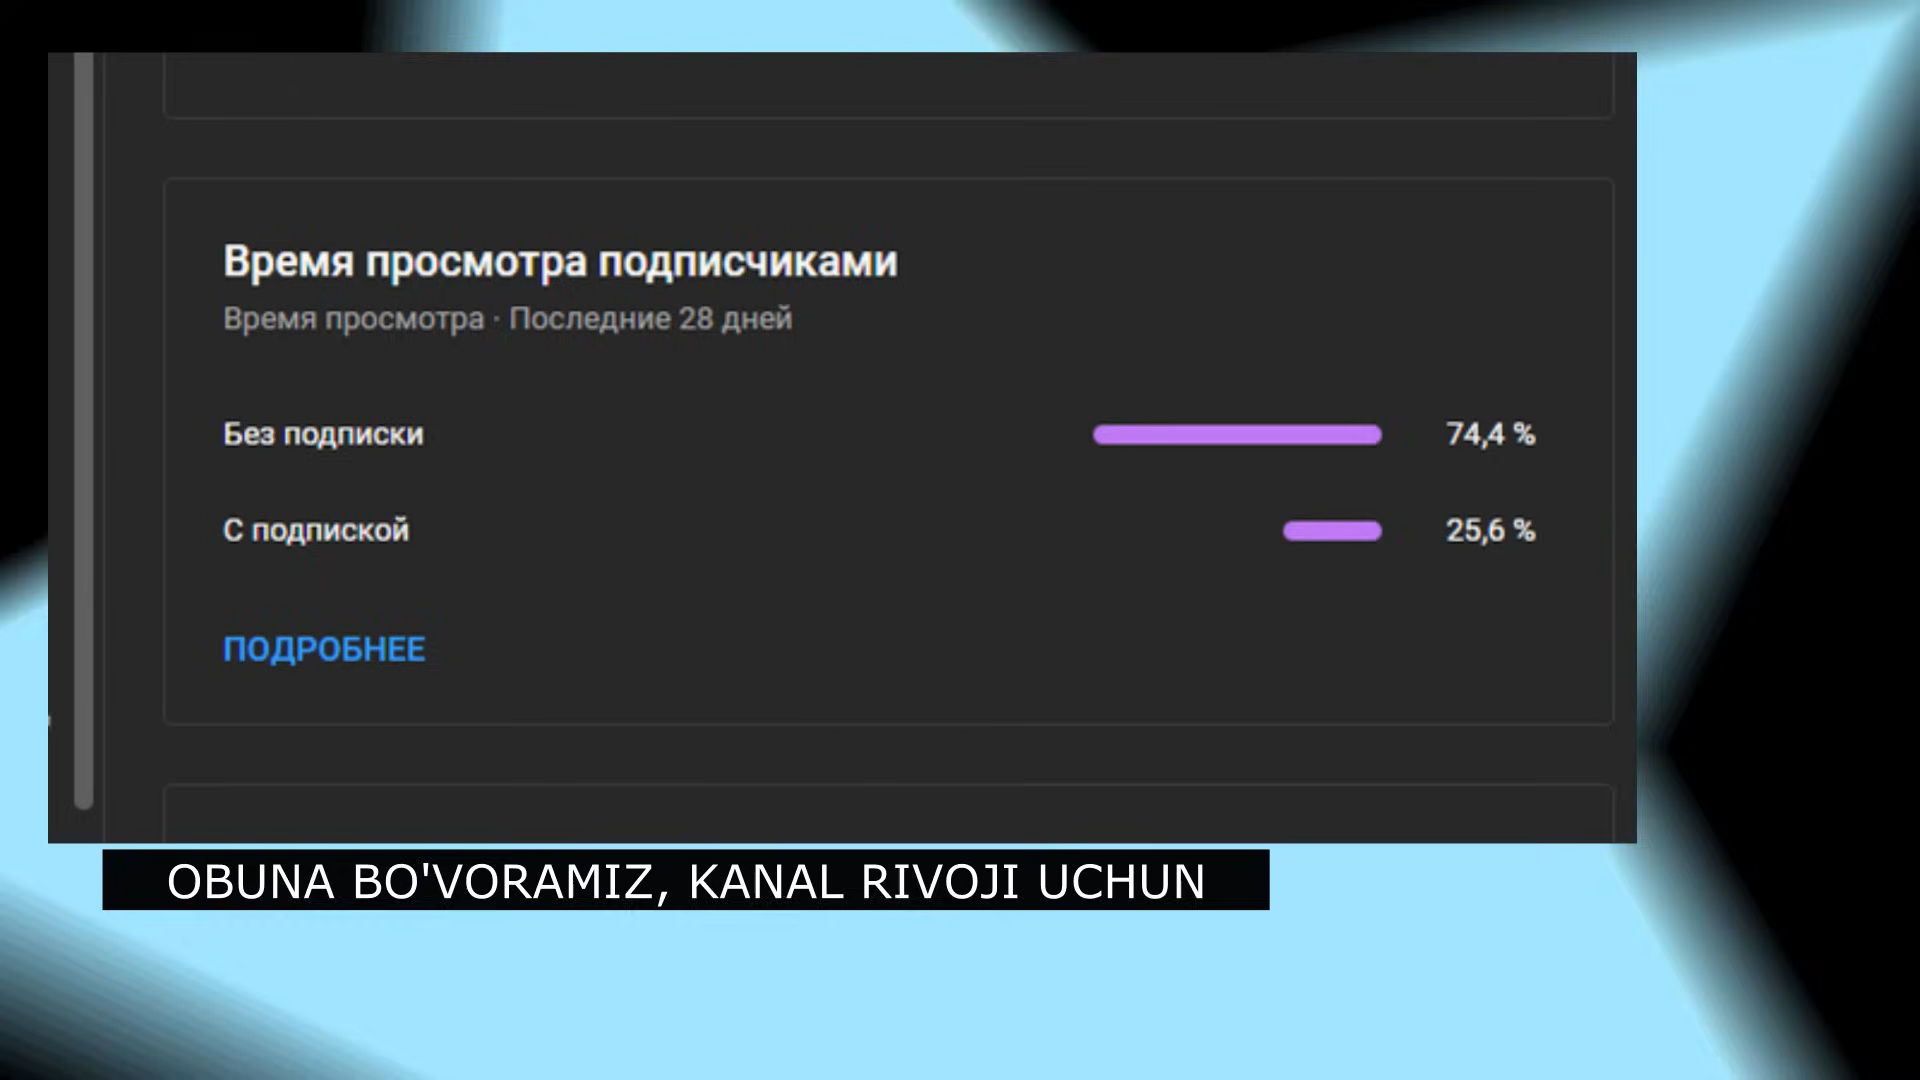 Время просмотра подписчиками
Время просмотра · Последние 28 дней
Без подписки 74,4 %
С подпиской 25,6 %
ПОДРОБНЕЕ
OBUNA BO'VORAMIZ, KANAL RIVOJI UCHUN